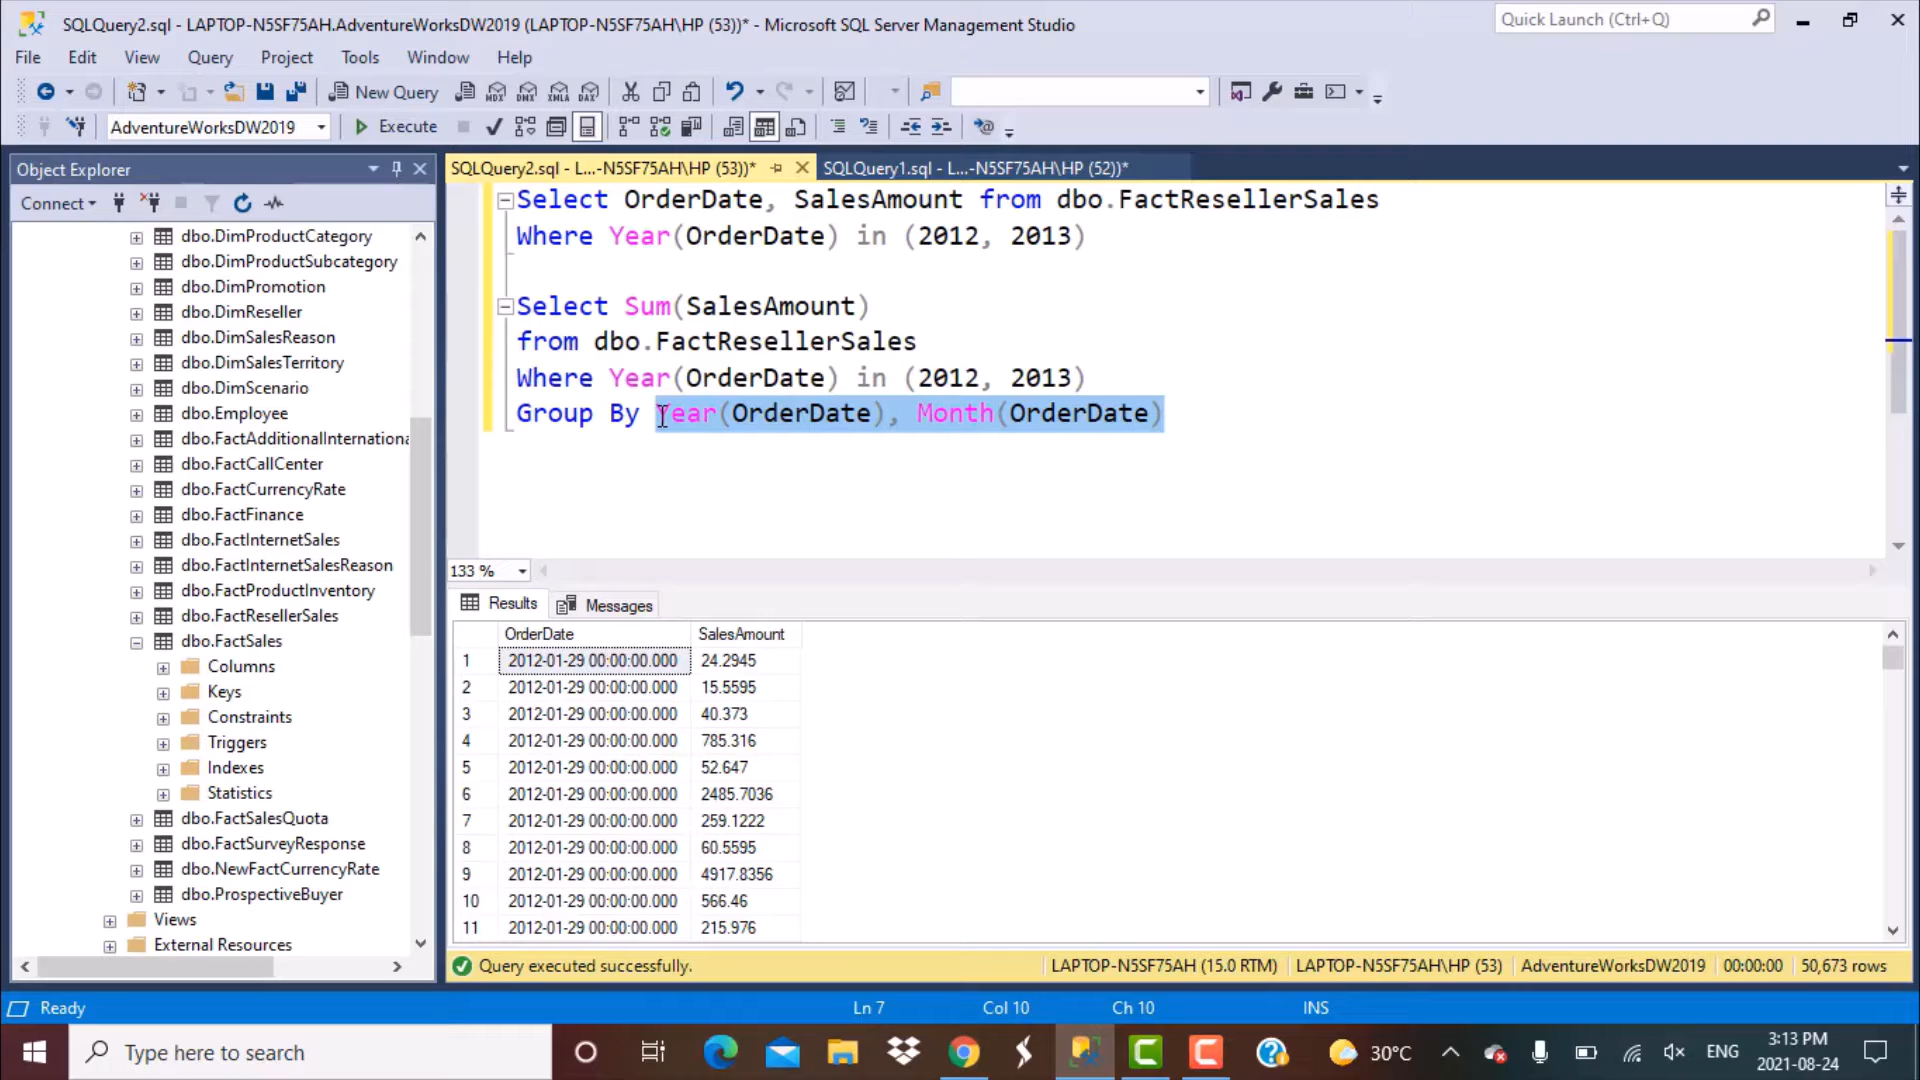 SQLQuery2.sql - LAPTOP-N5SF75AH.AdventureWorksDW2019 (LAPTOP-N5SF75AH\HP (53))* - Microsoft SQL Server Management Studio
Quick Launch (Ctrl+Q)
File Edit View Query Project Tools Window Help
New Query
MDX DMX XMLA DAX
AdventureWorksDW2019
Execute
Object Explorer
SQLQuery2.sql - L...-N5SF75AH\HP (53))*
SQLQuery1.sql - L...-N5SF75AH\HP (52))*
Connect
dbo.DimProductCategory
dbo.DimProductSubcategory
dbo.DimPromotion
dbo.DimReseller
dbo.DimSalesReason
dbo.DimSalesTerritory
dbo.DimScenario
dbo.Employee
dbo.FactAdditionalInternationa
dbo.FactCallCenter
dbo.FactCurrencyRate
dbo.FactFinance
dbo.FactInternetSales
dbo.FactInternetSalesReason
dbo.FactProductInventory
dbo.FactResellerSales
dbo.FactSales
Columns
Keys
Constraints
Triggers
Indexes
Statistics
dbo.FactSalesQuota
dbo.FactSurveyResponse
dbo.NewFactCurrencyRate
dbo.ProspectiveBuyer
Views
External Resources
Select OrderDate, SalesAmount from dbo.FactResellerSales
Where Year(OrderDate) in (2012, 2013)
Select Sum(SalesAmount)
from dbo.FactResellerSales
Where Year(OrderDate) in (2012, 2013)
Group By Year(OrderDate), Month(OrderDate)
133 %
Results Messages
OrderDate SalesAmount
1 2012-01-29 00:00:00.000 24.2945
2 2012-01-29 00:00:00.000 15.5595
3 2012-01-29 00:00:00.000 40.373
4 2012-01-29 00:00:00.000 785.316
5 2012-01-29 00:00:00.000 52.647
6 2012-01-29 00:00:00.000 2485.7036
7 2012-01-29 00:00:00.000 259.1222
8 2012-01-29 00:00:00.000 60.5595
9 2012-01-29 00:00:00.000 4917.8356
10 2012-01-29 00:00:00.000 566.46
11 2012-01-29 00:00:00.000 215.976
Query executed successfully.
LAPTOP-N5SF75AH (15.0 RTM) LAPTOP-N5SF75AH\HP (53) AdventureWorksDW2019 00:00:00 50,673 rows
Ready Ln 7 Col 10 Ch 10 INS
Type here to search
30°C
ENG
3:13 PM
2021-08-24